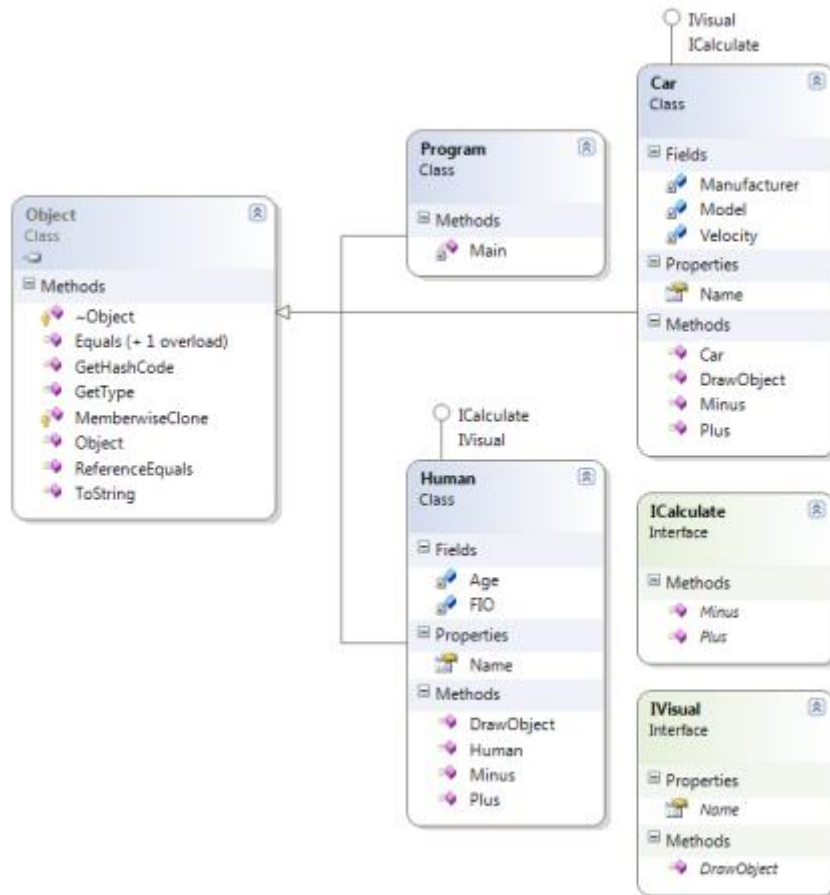 Object
Class
Methods
~Object
Equals (+ 1 overload)
GetHashCode
GetType
MemberwiseClone
Object
ReferenceEquals
ToString
Program
Class
Methods
Main
ICalculate
IVisual
Human
Class
Fields
Age
FIO
Properties
Name
Methods
DrawObject
Human
Minus
Plus
IVisual
ICalculate
Car
Class
Fields
Manufacturer
Model
Velocity
Properties
Name
Methods
Car
DrawObject
Minus
Plus
ICalculate
Interface
Methods
Minus
Plus
IVisual
Interface
Properties
Name
Methods
DrawObject